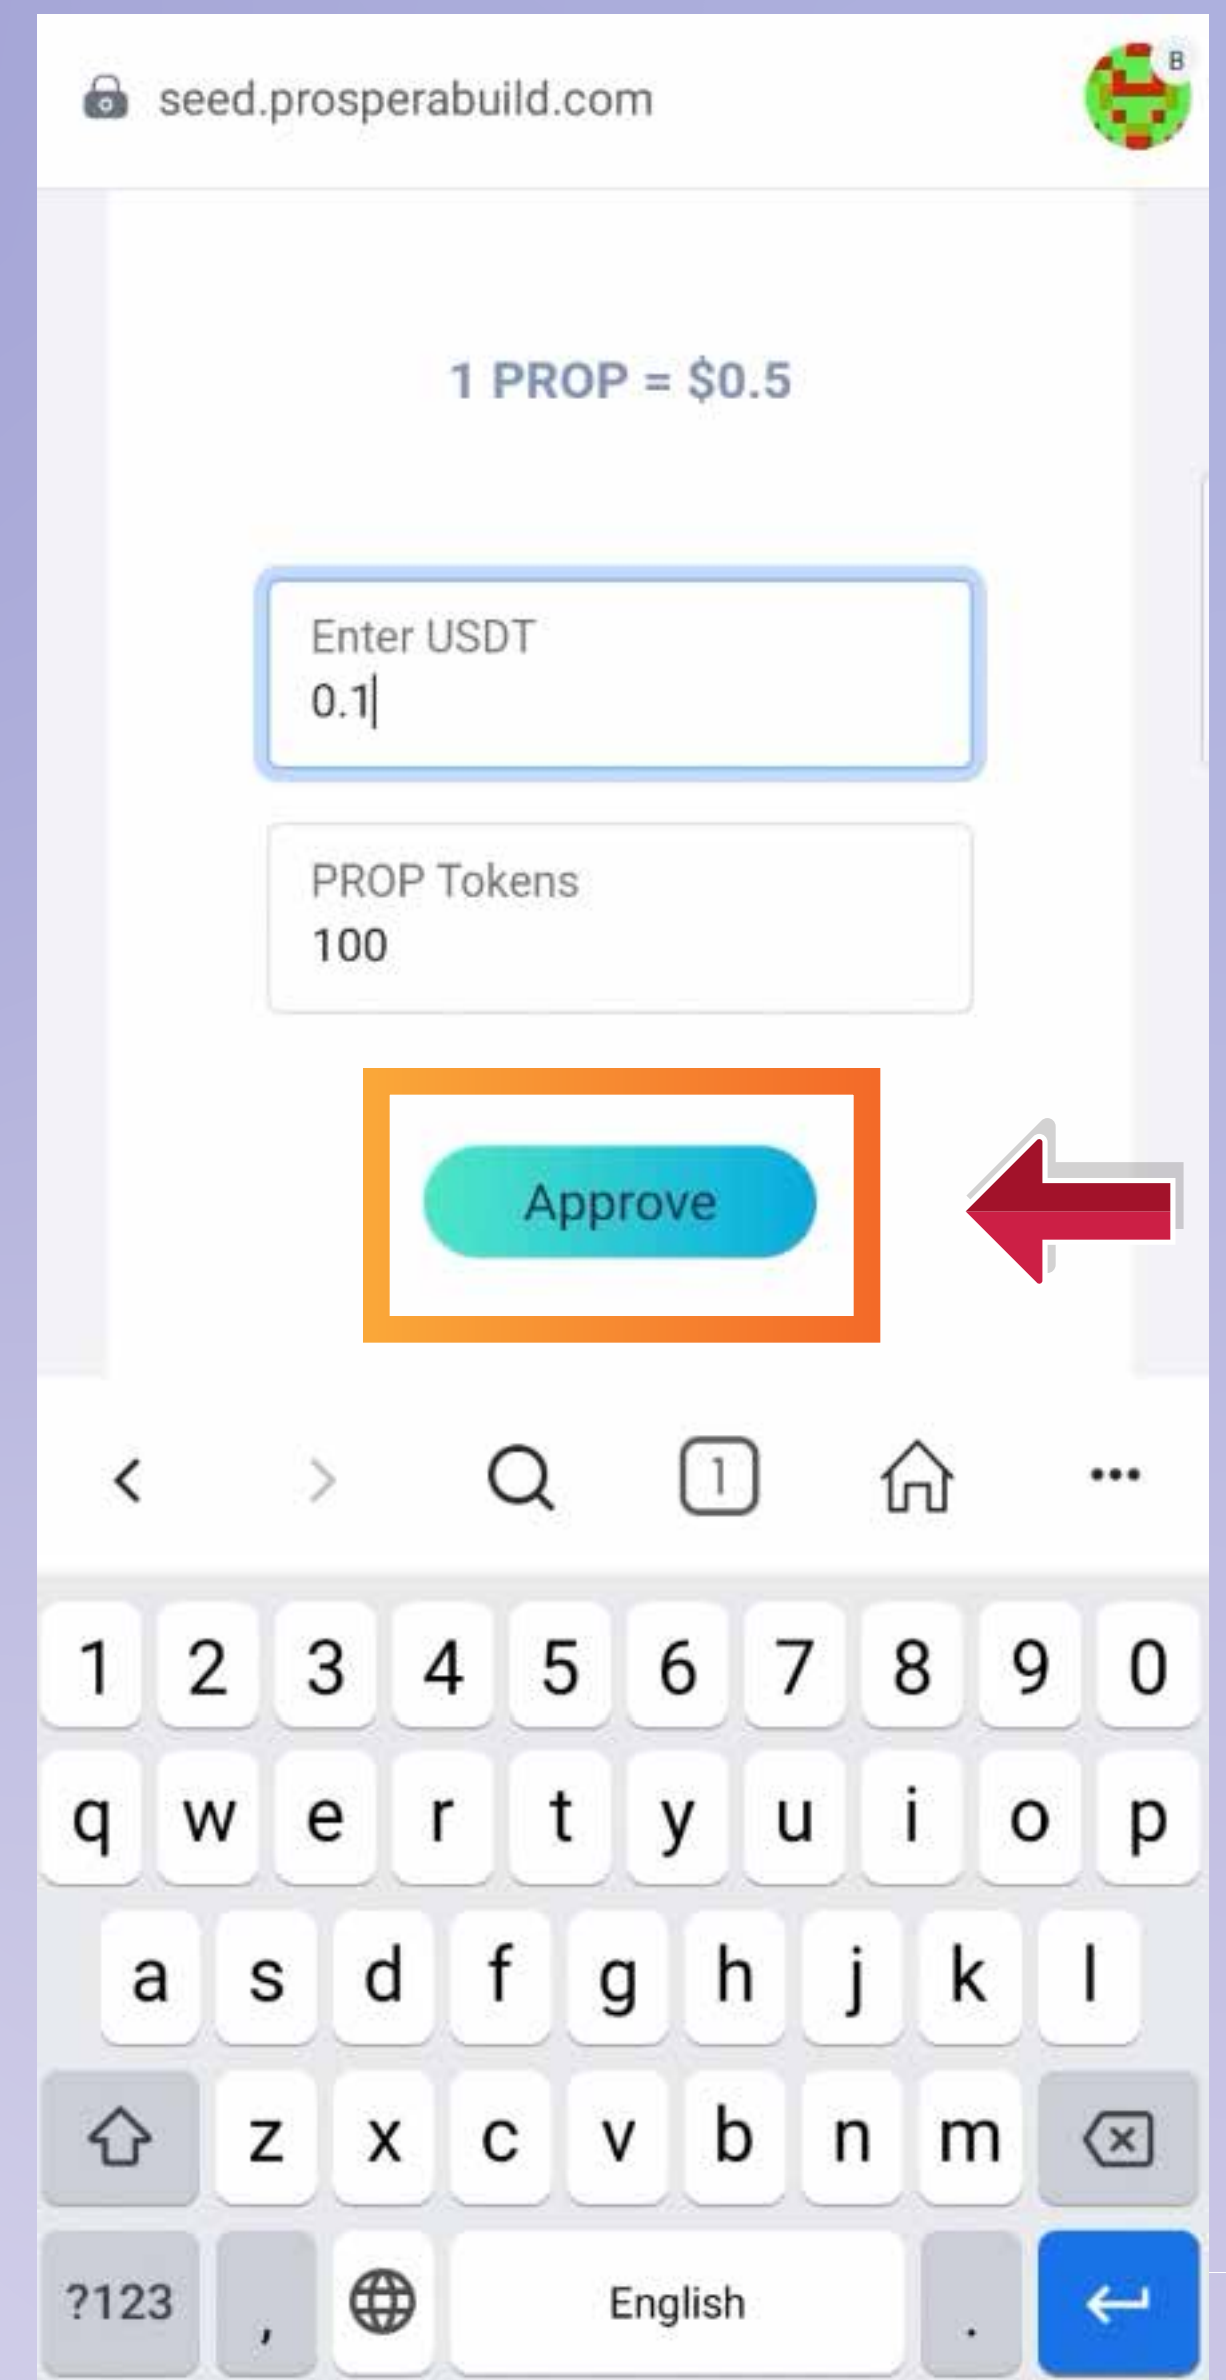 seed.prosperabuild.com
B
1 PROP = $0.5
Enter USDT
0.1
PROP Tokens
100
Approve
1
1 2 3 4 5 6 7 8 9 0
q w e r t y u i o p
a s d f g h j k l
z x c v b n m
?123 , English .